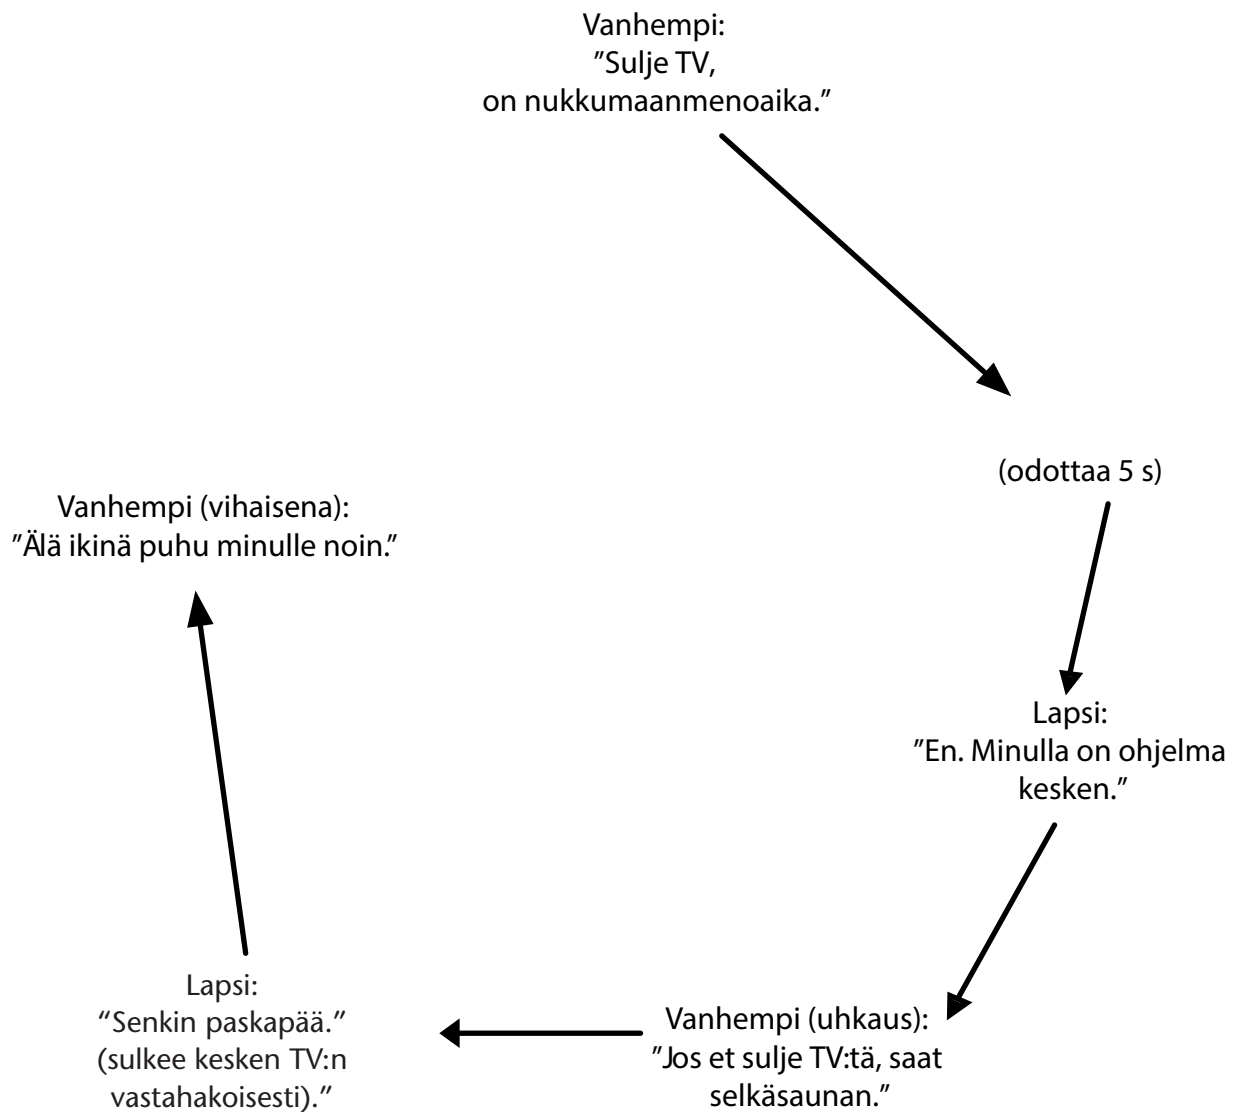 Vanhempi:
”Sulje TV,
on nukkumaanmenoaika.”
(odottaa 5 s)
Lapsi:
”En. Minulla on ohjelma
kesken.”
Vanhempi (uhkaus):
”Jos et sulje TV:tä, saat
selkäsaunan.”
Lapsi:
”Senkin paskapää.”
(sulkee kesken TV:n
vastahakoisesti).”
Vanhempi (vihaisena):
”Älä ikinä puhu minulle noin.”